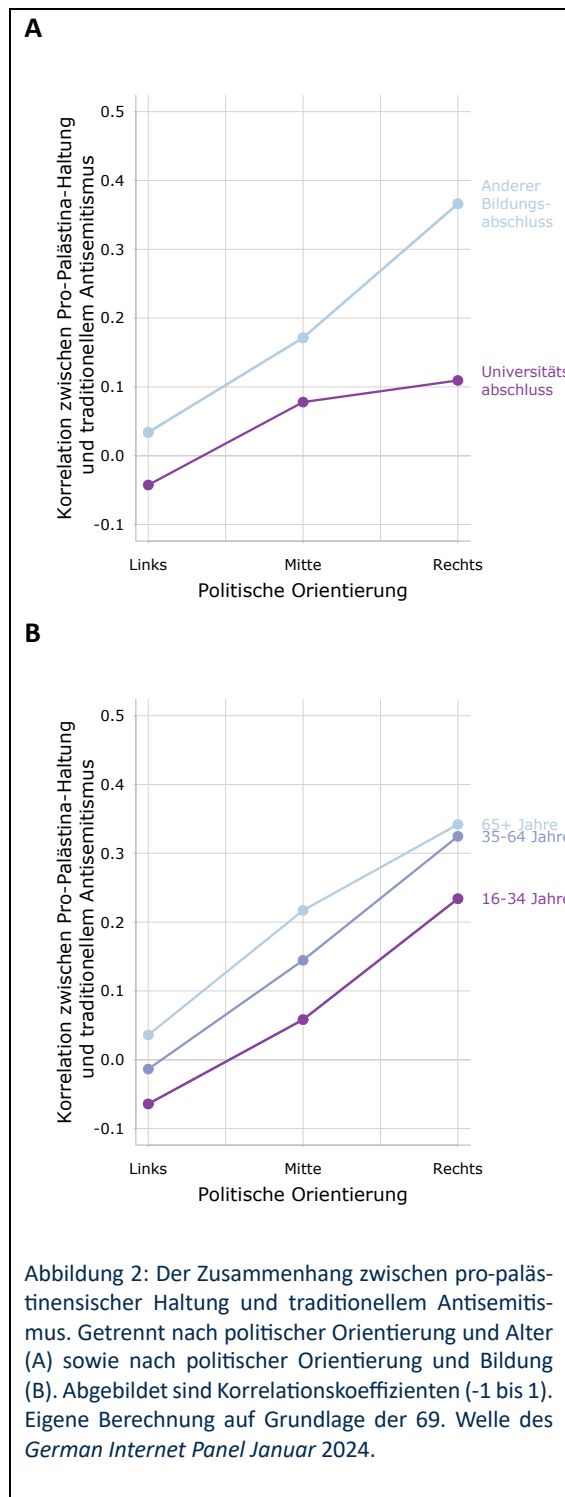 A
Korrelation zwischen Pro-Palästina-Haltung
und traditionellem Antisemitismus
0.5
0.4
0.3
0.2
0.1
0.0
-0.1
Anderer
Bildungs-
abschluss
Universitäts
abschluss
Links
Mitte
Rechts
Politische Orientierung
B
Korrelation zwischen Pro-Palästina-Haltung
und traditionellem Antisemitismus
0.5
0.4
0.3
0.2
0.1
0.0
-0.1
65+ Jahre
35-64 Jahre
16-34 Jahre
Links
Mitte
Rechts
Politische Orientierung
Abbildung 2: Der Zusammenhang zwischen pro-paläs-
tinensischer Haltung und traditionellem Antisemitis-
mus. Getrennt nach politischer Orientierung und Alter
(A) sowie nach politischer Orientierung und Bildung
(B). Abgebildet sind Korrelationskoeffizienten (-1 bis 1).
Eigene Berechnung auf Grundlage der 69. Welle des
German Internet Panel Januar 2024.